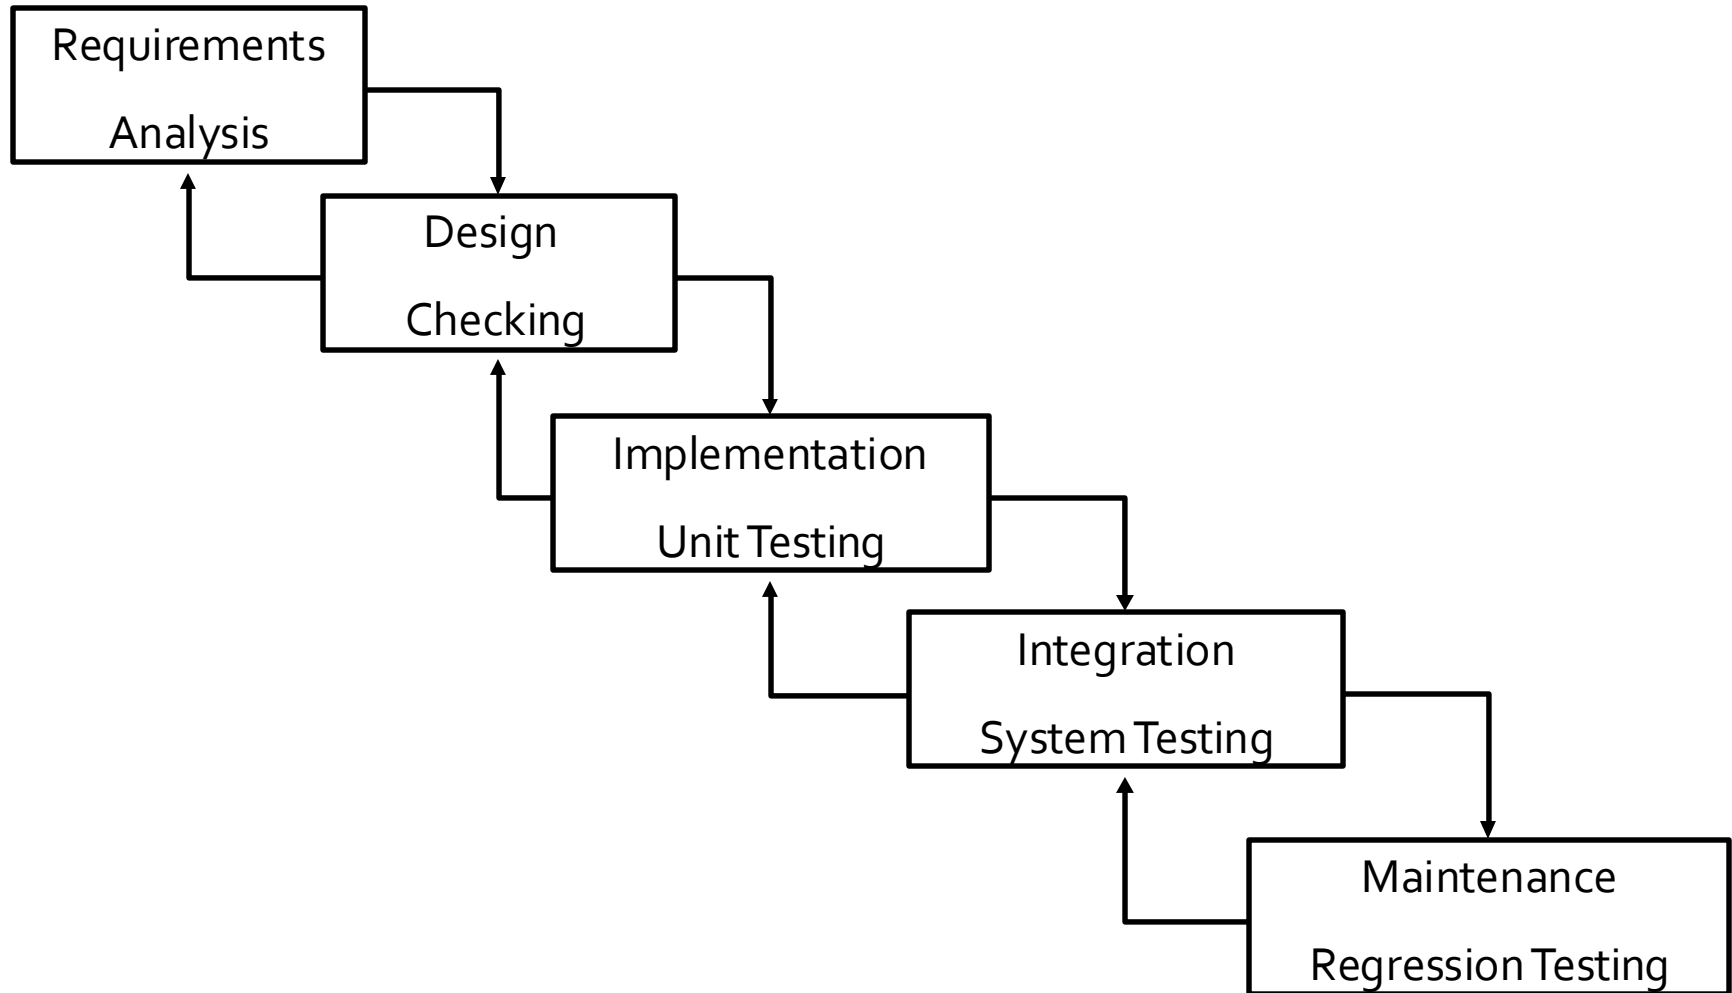 Requirements
Analysis
Design
Checking
Implementation
Unit Testing
Integration
System Testing
Maintenance
Regression Testing